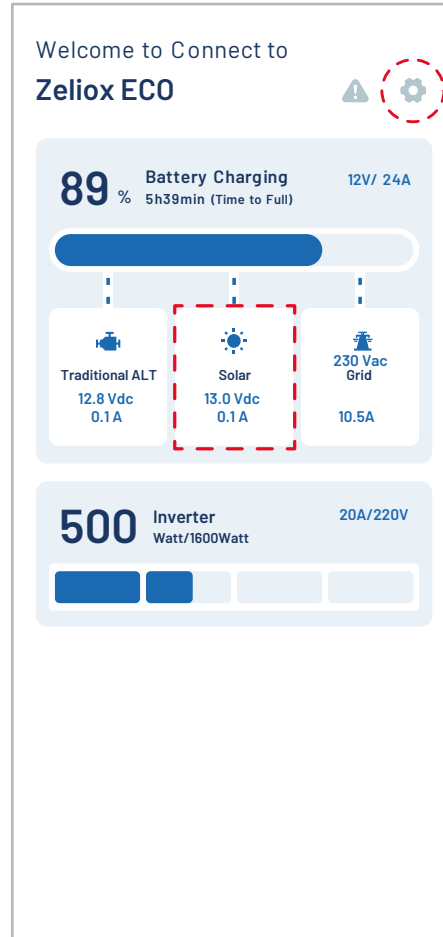 Welcome to Connect to
Zeliox ECO
89 %
Battery Charging
5h39min (Time to Full)
12V/ 24A
Traditional ALT
12.8 Vdc
0.1 A
Solar
13.0 Vdc
0.1 A
230 Vac
Grid
10.5A
500
Inverter
Watt/1600Watt
20A/220V